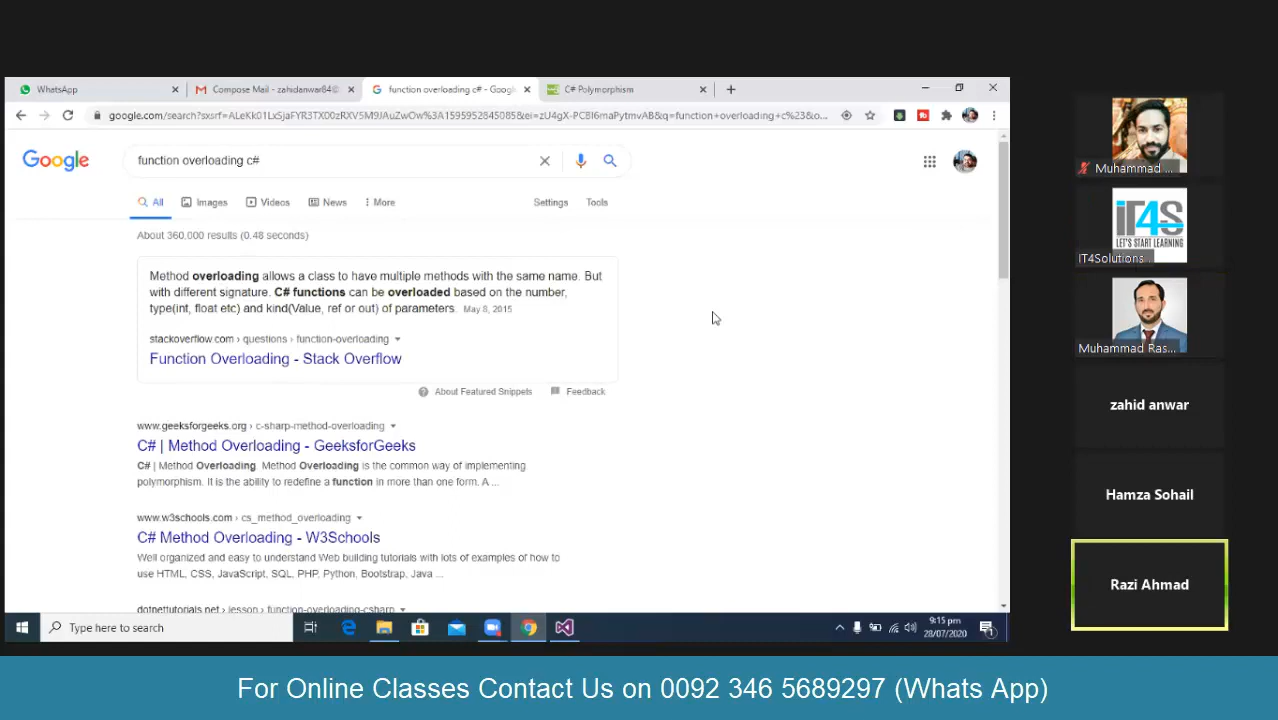 WhatsApp
Compose Mail - zahidanwar84@
function overloading c# - Goog
C# Polymorphism
google.com/search?sxsrf=ALeKk01LxSjaFYR3TX00zRXV5M9JAuZwOw%3A1595952845085&ei=zU4gX-PCBI6maPytmvAB&q=function+overloading+c%23&o...
Google
function overloading c#
All
Images
Videos
News
More
Settings
Tools
About 360,000 results (0.48 seconds)
Method overloading allows a class to have multiple methods with the same name. But
with different signature. C# functions can be overloaded based on the number,
type(int, float etc) and kind(Value, ref or out) of parameters. May 8, 2015
stackoverflow.com › questions › function-overloading
Function Overloading - Stack Overflow
About Featured Snippets
Feedback
www.geeksforgeeks.org › c-sharp-method-overloading
C# | Method Overloading - GeeksforGeeks
C# | Method Overloading Method Overloading is the common way of implementing
polymorphism. It is the ability to redefine a function in more than one form. A ...
www.w3schools.com › cs_method_overloading
C# Method Overloading - W3Schools
Well organized and easy to understand Web building tutorials with lots of examples of how to
use HTML, CSS, JavaScript, SQL, PHP, Python, Bootstrap, Java ...
dotnettutorials.net › lesson › function-overloading-csharp
Type here to search
9:15 pm
28/07/2020
1
Muhammad ...
iT4S
LET'S START LEARNING
IT4Solutions
Muhammad Ras...
zahid anwar
Hamza Sohail
Razi Ahmad
For Online Classes Contact Us on 0092 346 5689297 (Whats App)